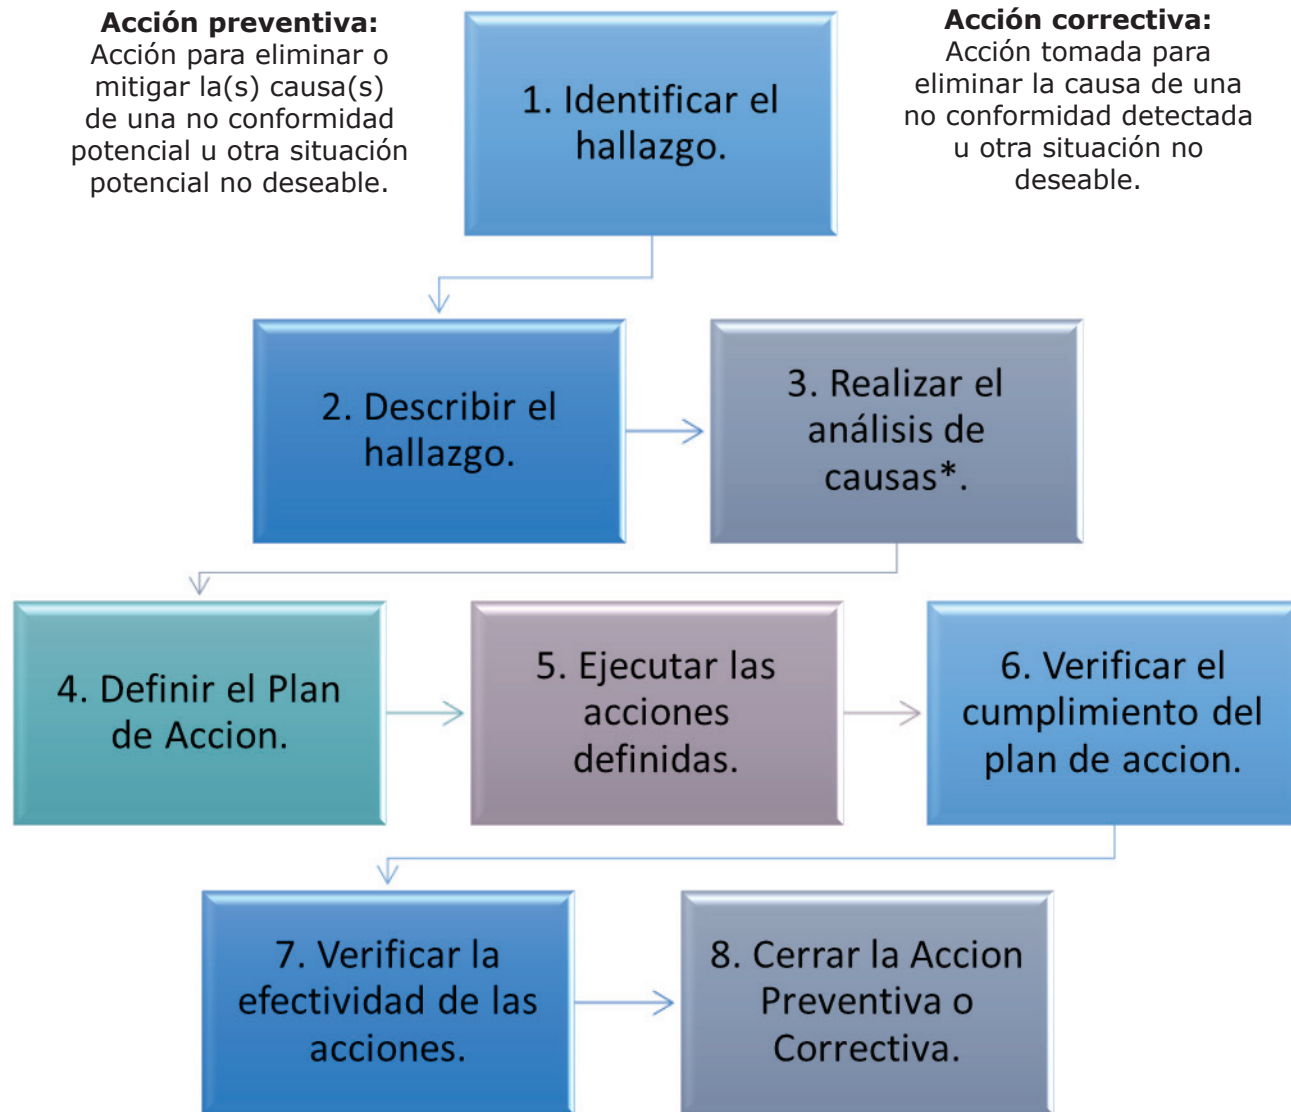 Acción preventiva:
Acción para eliminar o
mitigar la(s) causa(s)
de una no conformidad
potencial u otra situación
potencial no deseable.
Acción correctiva:
Acción tomada para
eliminar la causa de una
no conformidad detectada
u otra situación no
deseable.
1. Identificar el
hallazgo.
2. Describir el
hallazgo.
3. Realizar el
análisis de
causas*.
4. Definir el Plan
de Accion.
5. Ejecutar las
acciones
definidas.
6. Verificar el
cumplimiento del
plan de accion.
7. Verificar la
efectividad de las
acciones.
8. Cerrar la Accion
Preventiva o
Correctiva.